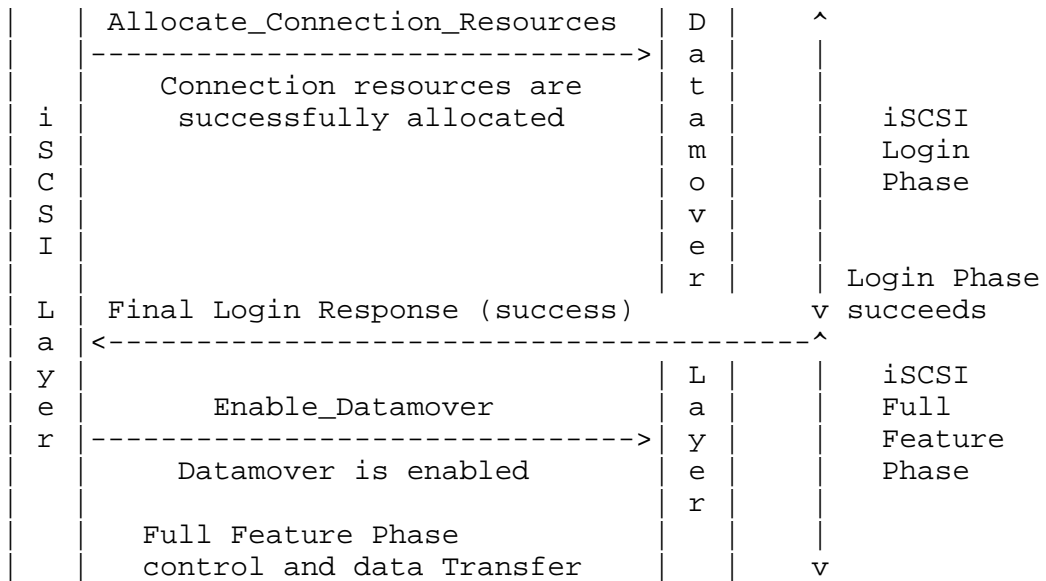 iSCSI Layer
Allocate_Connection_Resources
Connection resources are
successfully allocated
Final Login Response (success)
Enable_Datamover
Datamover is enabled
Full Feature Phase
control and data Transfer
Datamover Layer
iSCSI
Login
Phase
Login Phase
succeeds
iSCSI
Full
Feature
Phase